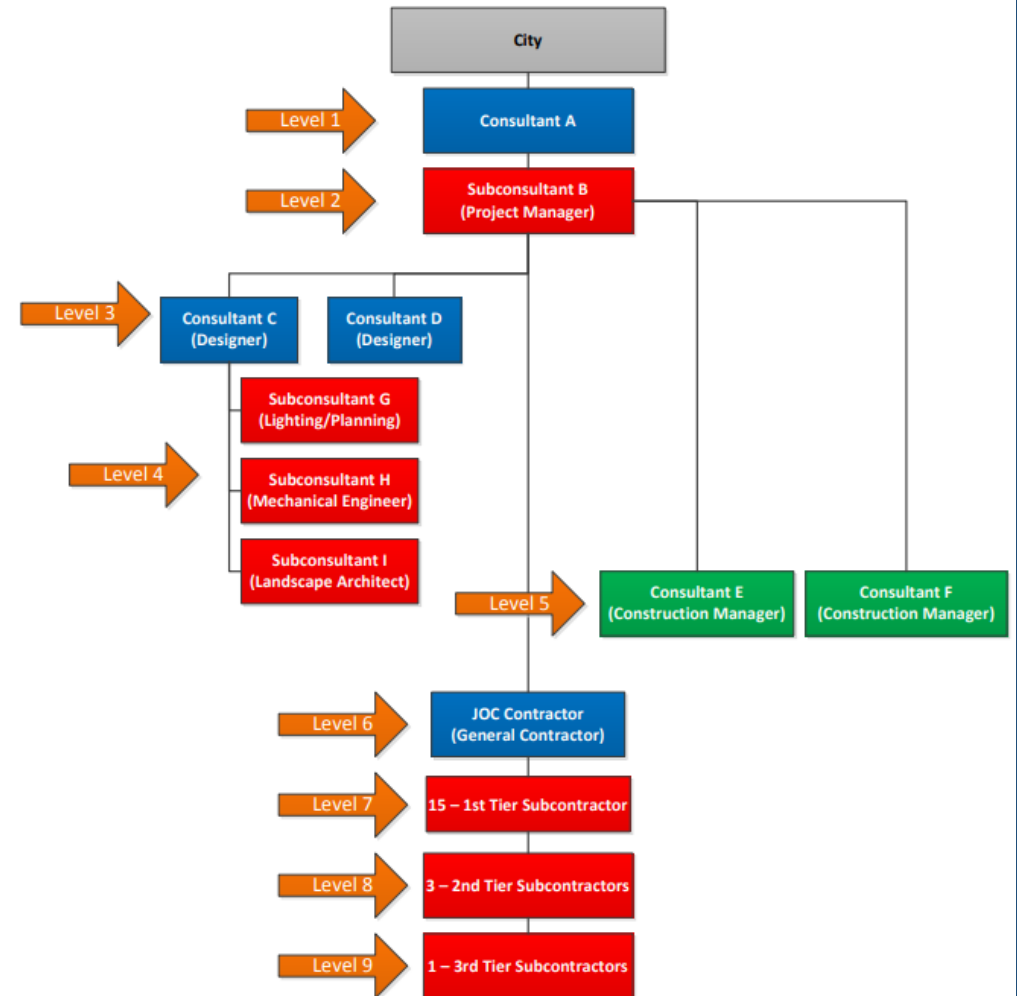 City
Level 1
Consultant A
Level 2
Subconsultant B
(Project Manager)
Level 3
Consultant C
(Designer)
Consultant D
(Designer)
Subconsultant G
(Lighting/Planning)
Level 4
Subconsultant H
(Mechanical Engineer)
Subconsultant I
(Landscape Architect)
Level 5
Consultant E
(Construction Manager)
Consultant F
(Construction Manager)
Level 6
JOC Contractor
(General Contractor)
Level 7
15 – 1st Tier Subcontractor
Level 8
3 – 2nd Tier Subcontractors
Level 9
1 – 3rd Tier Subcontractors